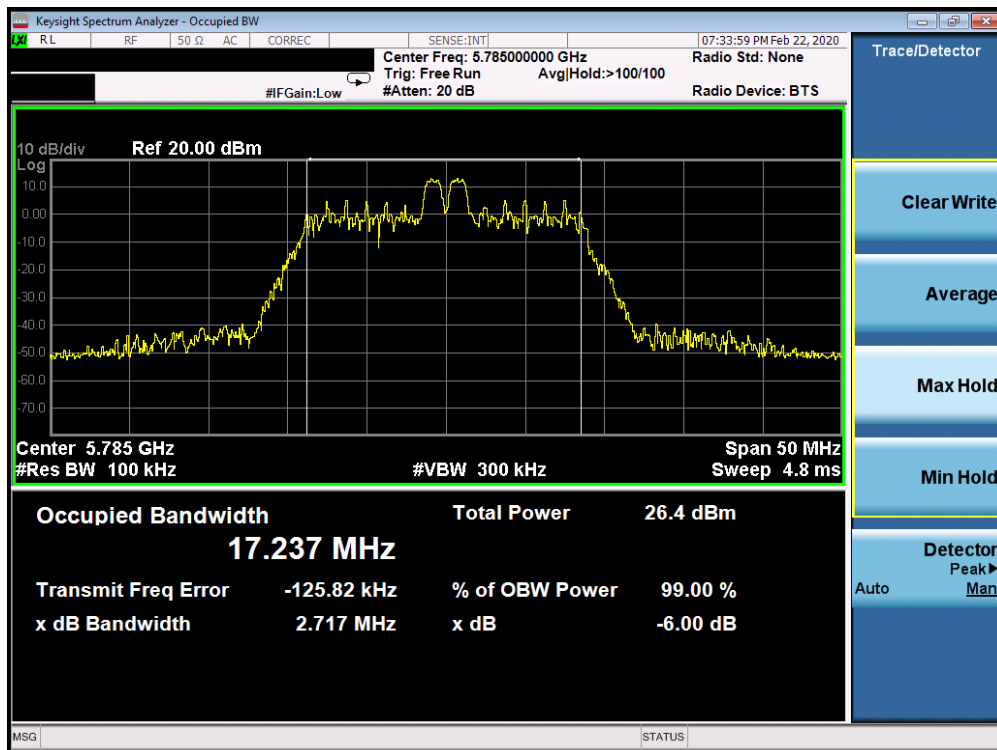 Keysight Spectrum Analyzer - Occupied BW
LXI RL RF 50 Ω AC CORREC SENSE:INT 07:33:59 PM Feb 22, 2020
Center Freq: 5.785000000 GHz Radio Std: None
Trig: Free Run Avg|Hold:>100/100
#IFGain:Low #Atten: 20 dB Radio Device: BTS
10 dB/div Ref 20.00 dBm
Log
10.0
0.00
-10.0
-20.0
-30.0
-40.0
-50.0
-60.0
-70.0
Center 5.785 GHz Span 50 MHz
#Res BW 100 kHz #VBW 300 kHz Sweep 4.8 ms
Occupied Bandwidth Total Power 26.4 dBm
17.237 MHz
Transmit Freq Error -125.82 kHz % of OBW Power 99.00 %
x dB Bandwidth 2.717 MHz x dB -6.00 dB
MSG STATUS
Trace/Detector
Clear Write
Average
Max Hold
Min Hold
Detector
Peak▶
Auto Man